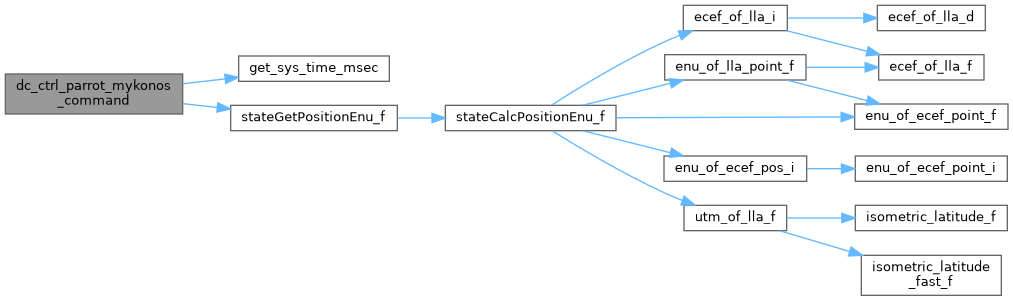 dc_ctrl_parrot_mykonos
_command
get_sys_time_msec
stateGetPositionEnu_f
stateCalcPositionEnu_f
ecef_of_lla_i
enu_of_lla_point_f
enu_of_ecef_pos_i
utm_of_lla_f
ecef_of_lla_d
ecef_of_lla_f
enu_of_ecef_point_f
enu_of_ecef_point_i
isometric_latitude_f
isometric_latitude
_fast_f